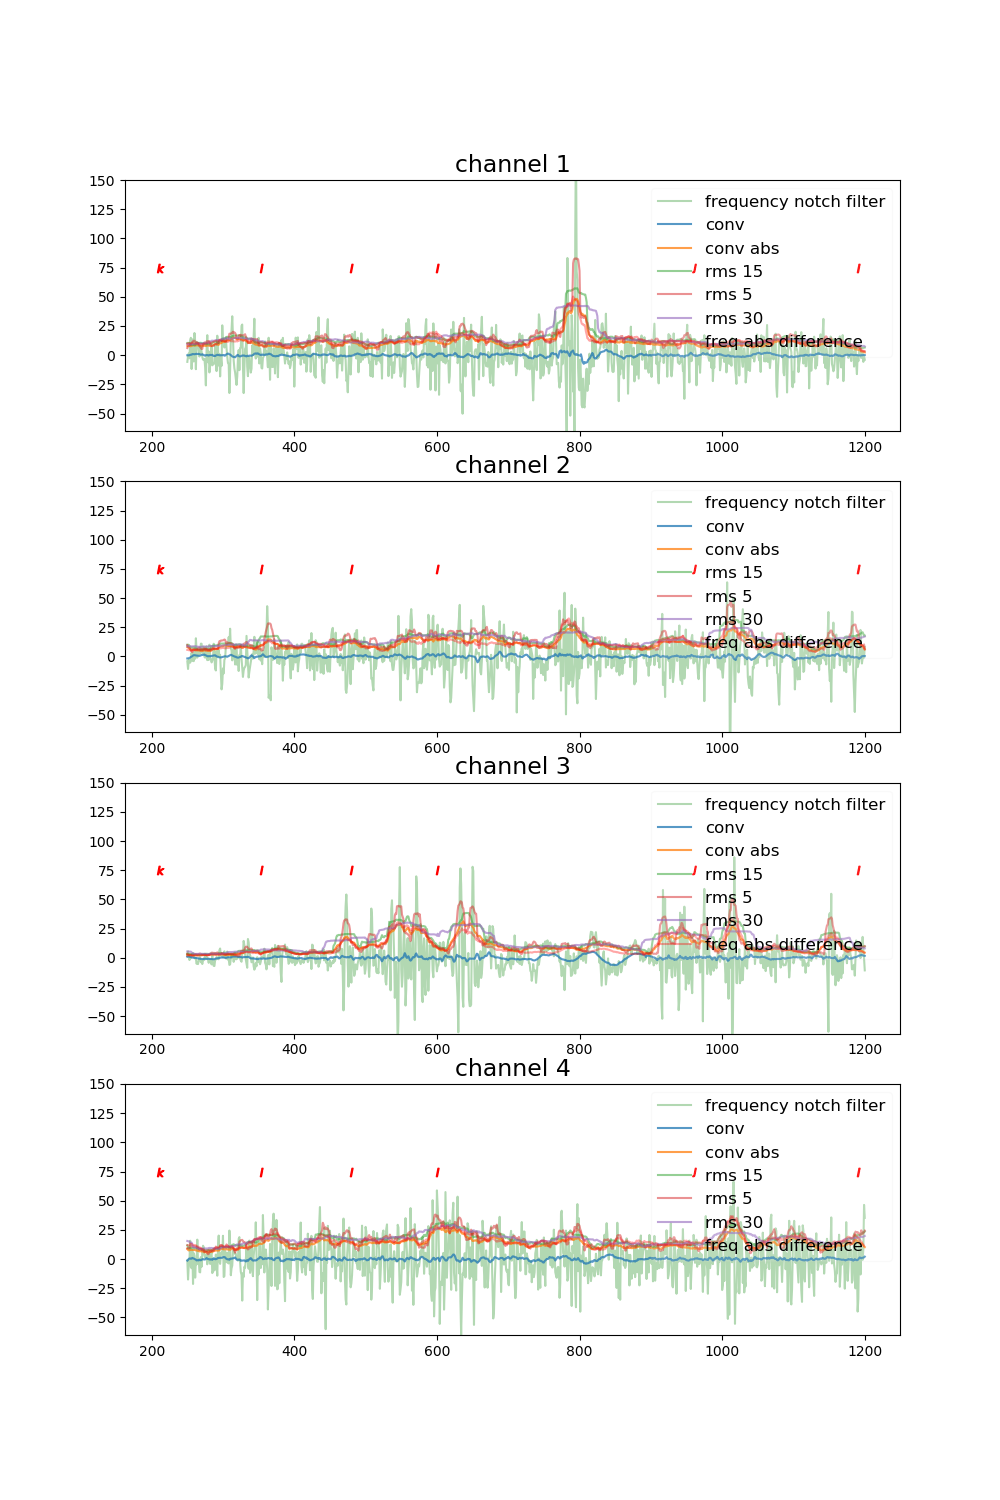 channel 1
150
125
100
75
50
25
0
−25
−50
k l l l l l
frequency notch filter
conv
conv abs
rms 15
rms 5
rms 30
freq abs difference
200 400 600 800 1000 1200
channel 2
150
125
100
75
50
25
0
−25
−50
k l l l l l
frequency notch filter
conv
conv abs
rms 15
rms 5
rms 30
freq abs difference
200 400 600 800 1000 1200
channel 3
150
125
100
75
50
25
0
−25
−50
k l l l l l
frequency notch filter
conv
conv abs
rms 15
rms 5
rms 30
freq abs difference
200 400 600 800 1000 1200
channel 4
150
125
100
75
50
25
0
−25
−50
k l l l l l
frequency notch filter
conv
conv abs
rms 15
rms 5
rms 30
freq abs difference
200 400 600 800 1000 1200